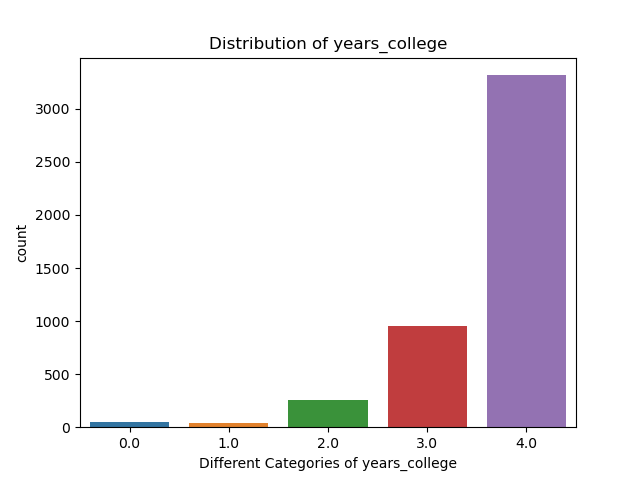 Distribution of years_college
3000
2500
2000
1500
1000
500
0
count
0.0 1.0 2.0 3.0 4.0
Different Categories of years_college